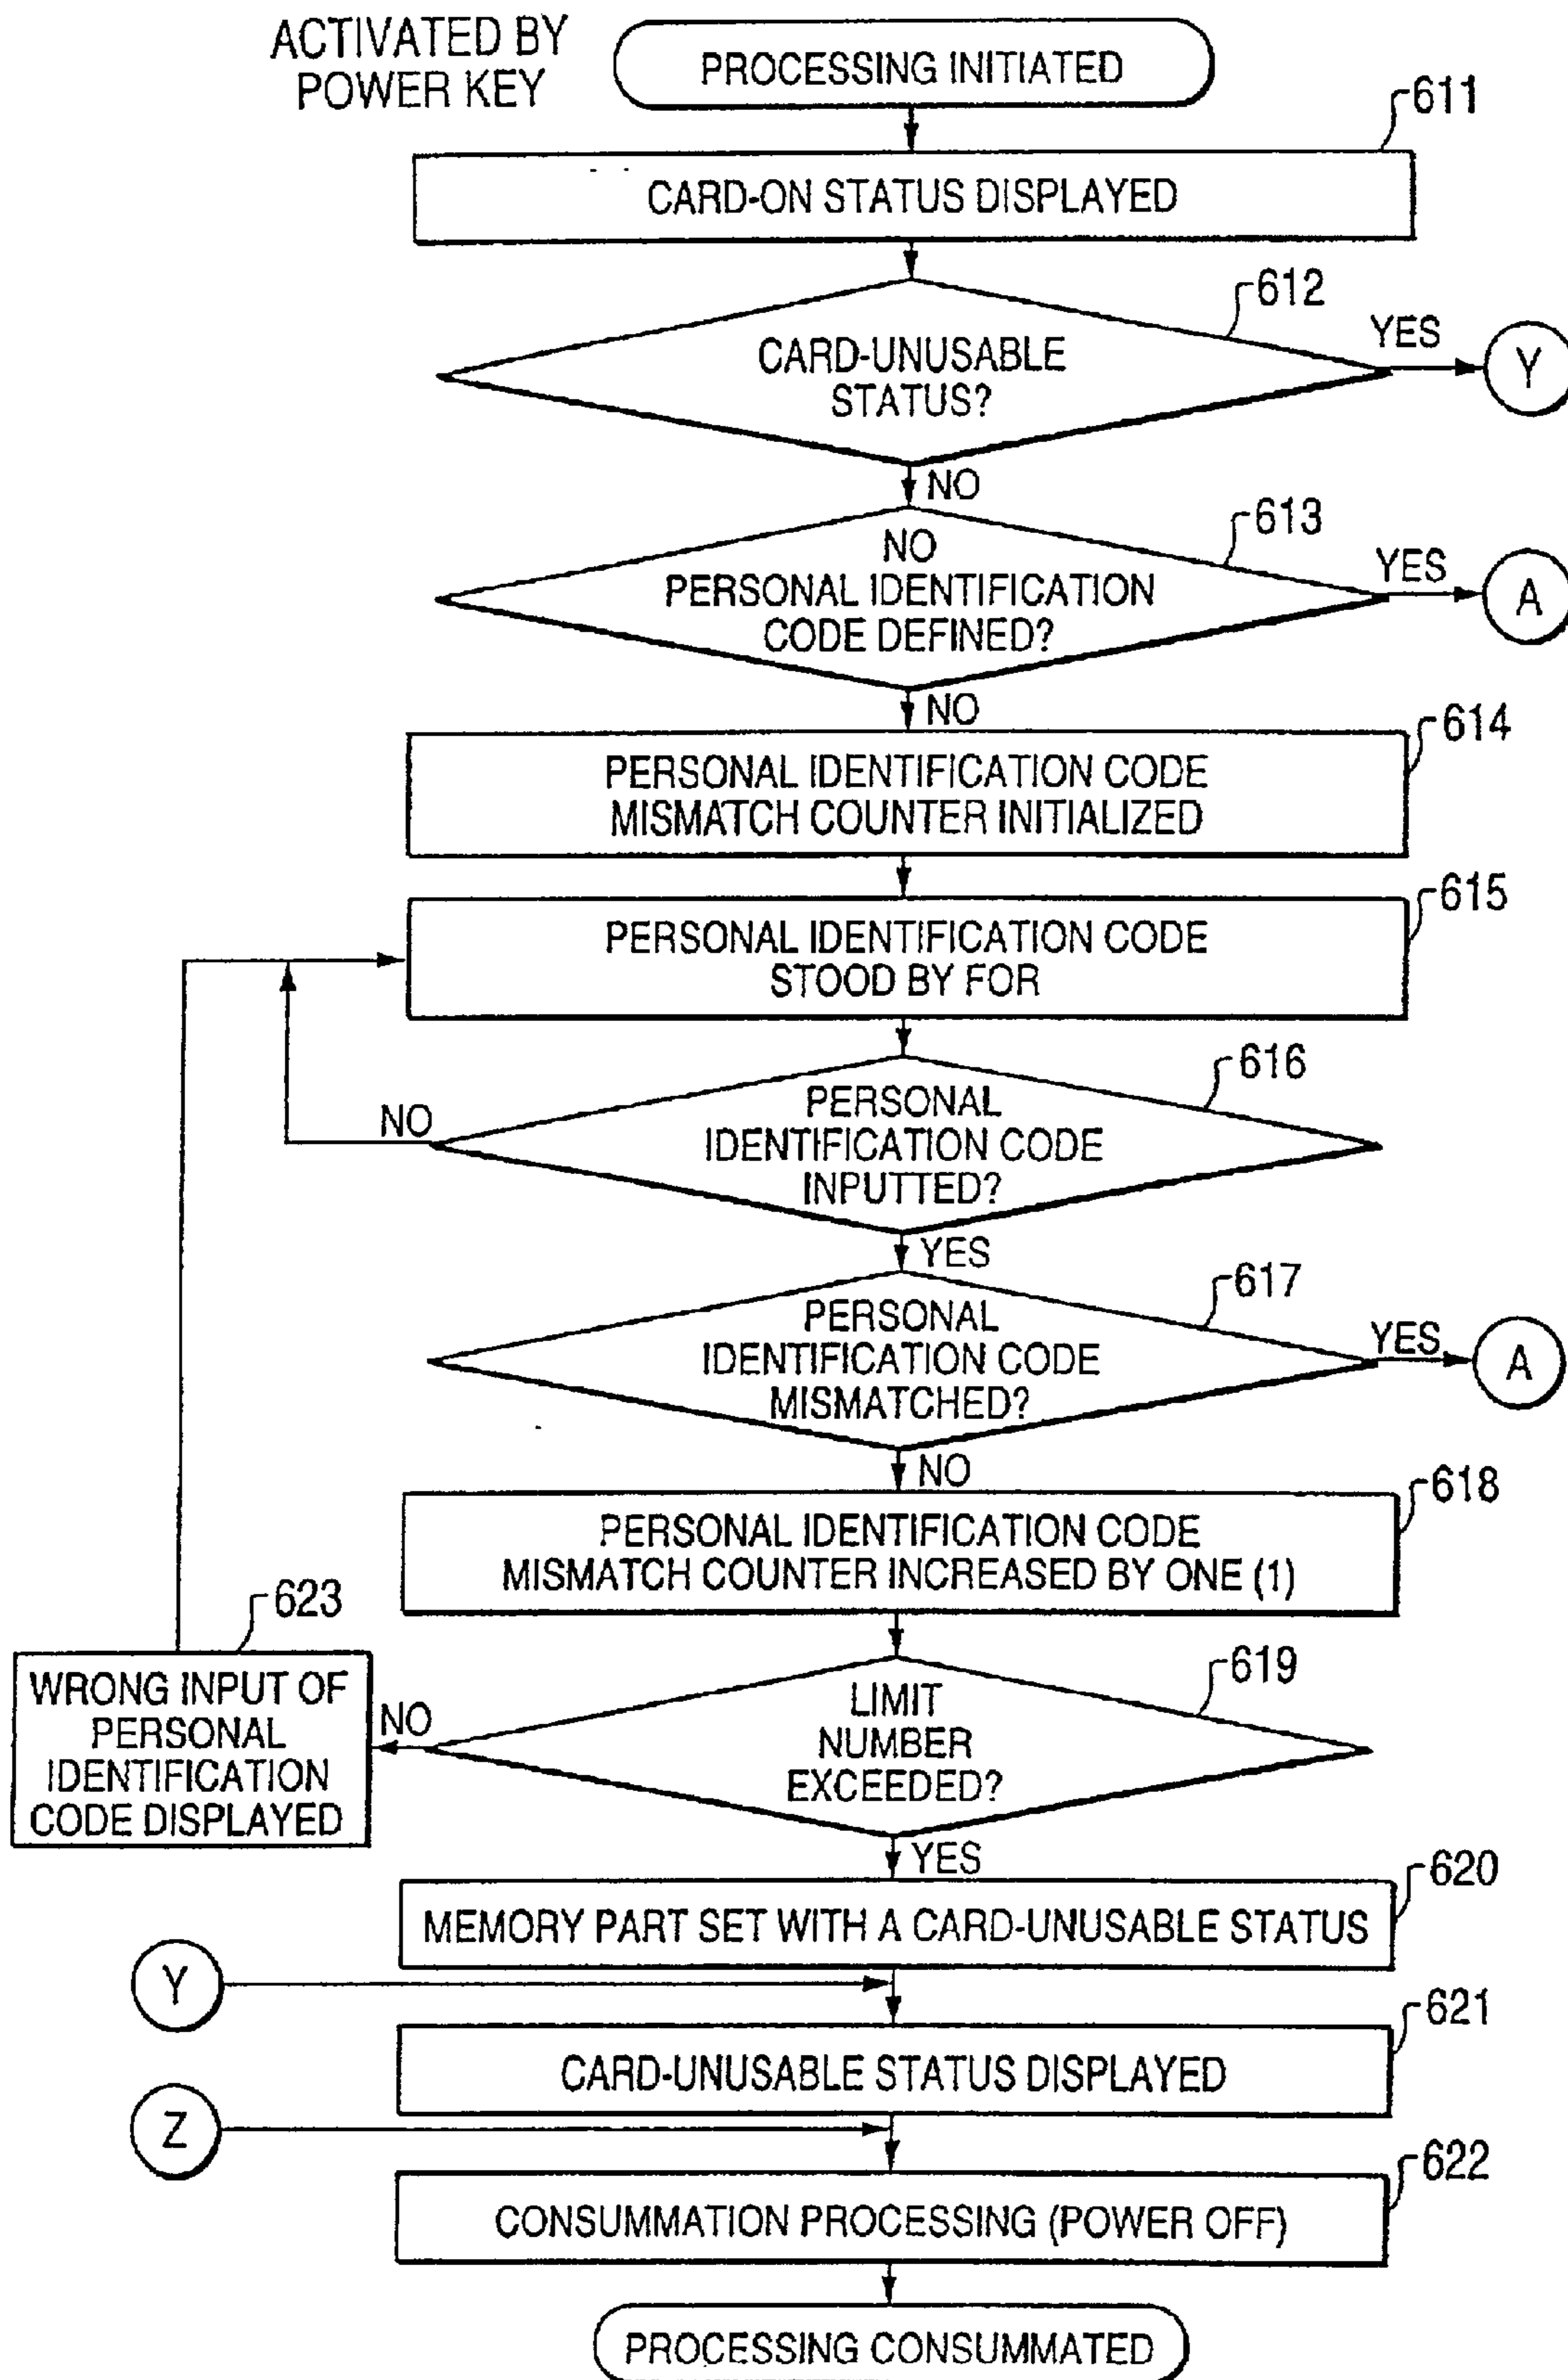 ACTIVATED BY
POWER KEY
PROCESSING INITIATED
611
CARD-ON STATUS DISPLAYED
612
CARD-UNUSABLE
STATUS?
YES
Y
NO
613
NO
PERSONAL IDENTIFICATION
CODE DEFINED?
YES
A
NO
614
PERSONAL IDENTIFICATION CODE
MISMATCH COUNTER INITIALIZED
615
PERSONAL IDENTIFICATION CODE
STOOD BY FOR
616
PERSONAL
IDENTIFICATION CODE
INPUTTED?
NO
YES
617
PERSONAL
IDENTIFICATION CODE
MISMATCHED?
YES
A
NO
618
PERSONAL IDENTIFICATION CODE
MISMATCH COUNTER INCREASED BY ONE (1)
623
WRONG INPUT OF
PERSONAL
IDENTIFICATION
CODE DISPLAYED
NO
619
LIMIT
NUMBER
EXCEEDED?
YES
620
MEMORY PART SET WITH A CARD-UNUSABLE STATUS
Y
621
CARD-UNUSABLE STATUS DISPLAYED
Z
622
CONSUMMATION PROCESSING (POWER OFF)
PROCESSING CONSUMMATED